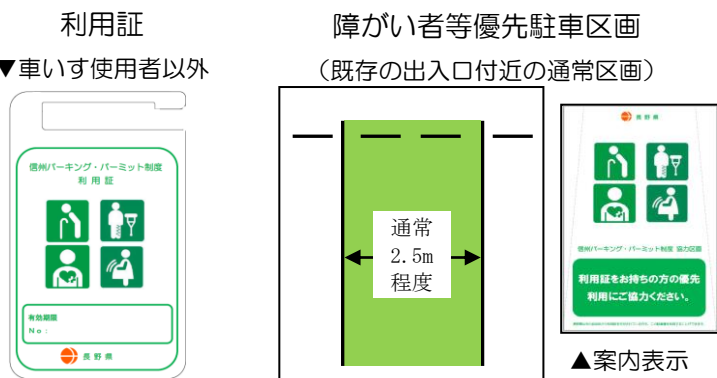 利用証
▼車いす使用者以外
信州パーキング・パーミット制度
利 用 証
有効期限
No：
長野県
障がい者等優先駐車区画
（既存の出入口付近の通常区画）
通常
2.5m
程度
長野県
信州パーキング・パーミット制度 協力区画
利用証をお持ちの方の優先
利用にご協力ください。
▲案内表示